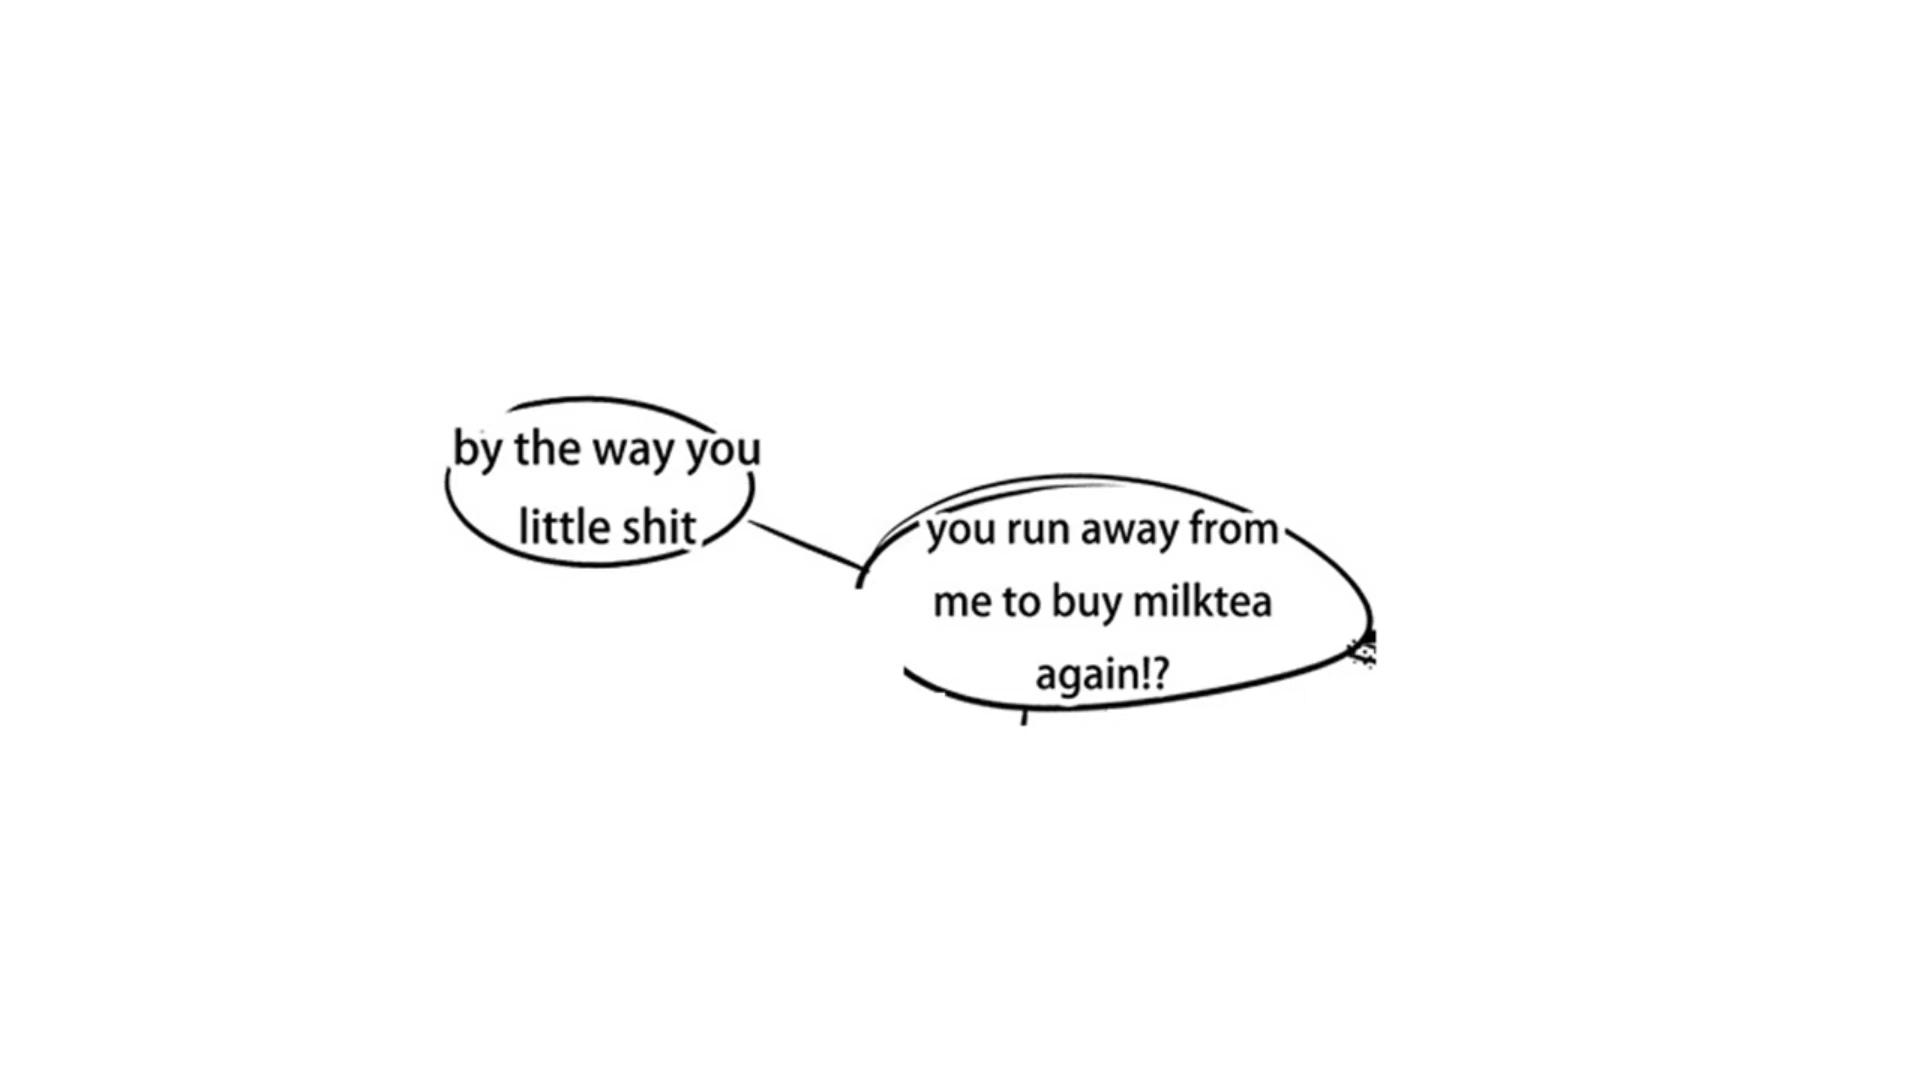 by the way you
little shit
you run away from
me to buy milktea
again!?